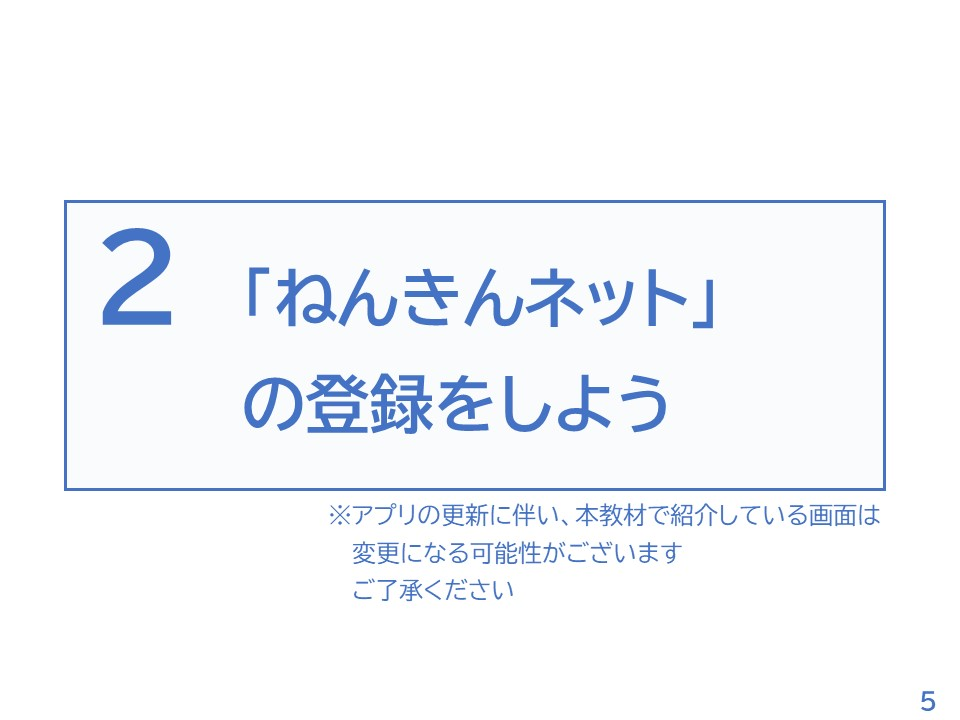 2
「ねんきんネット」
の登録をしよう
※アプリの更新に伴い、本教材で紹介している画面は
変更になる可能性がございます
ご了承ください
5